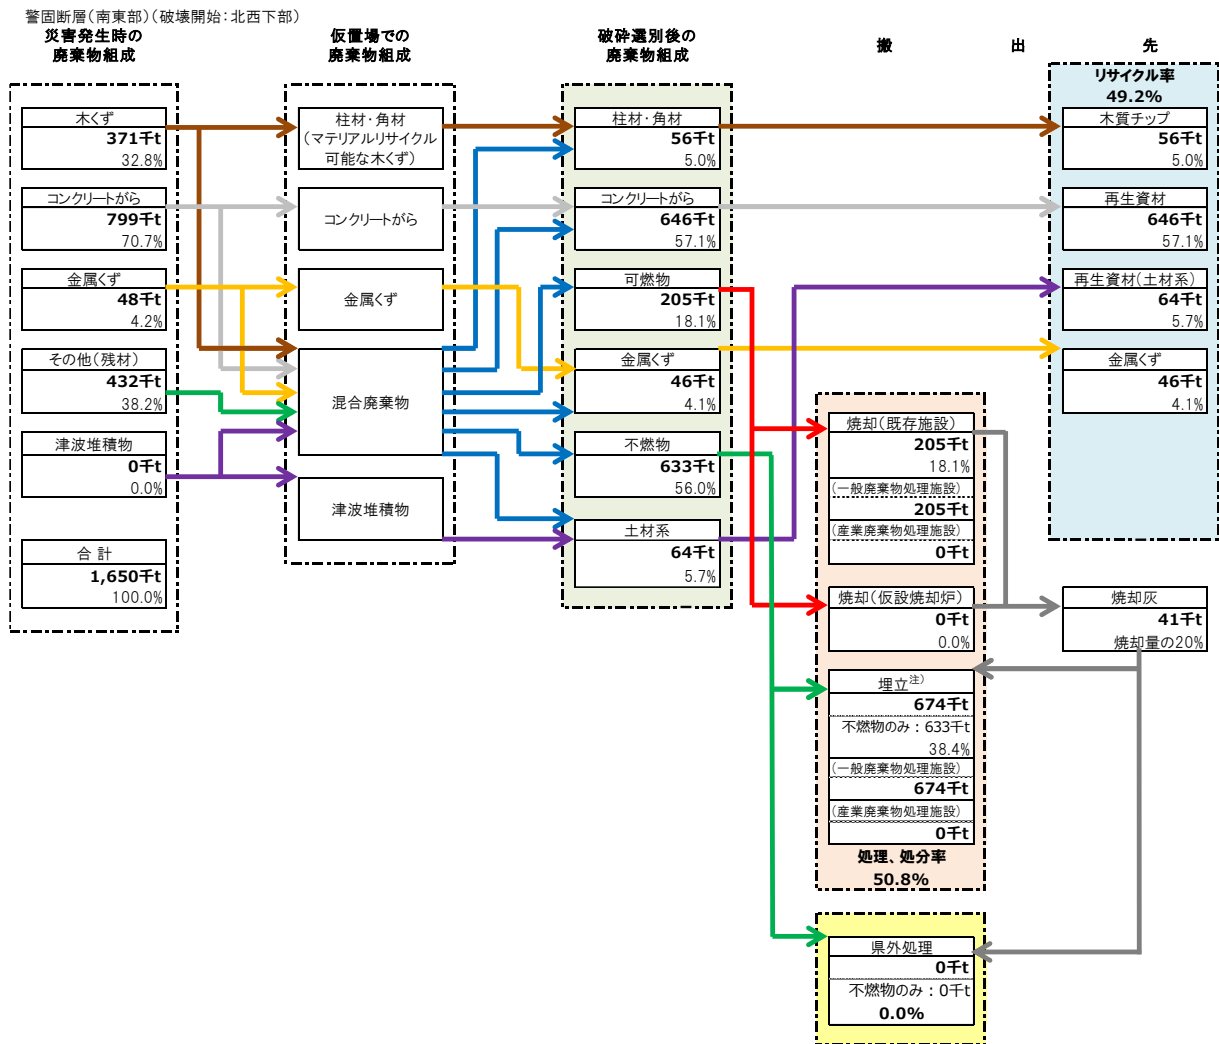 警固断層(南東部)(破壊開始:北西下部)
災害発生時の
廃棄物組成
木くず
371千t
32.8%
コンクリートがら
799千t
70.7%
金属くず
48千t
4.2%
その他(残材)
432千t
38.2%
津波堆積物
0千t
0.0%
合 計
1,650千t
100.0%
仮置場での
廃棄物組成
柱材・角材
(マテリアルリサイクル
可能な木くず)
コンクリートがら
金属くず
混合廃棄物
津波堆積物
破砕選別後の
廃棄物組成
柱材・角材
56千t
5.0%
コンクリートがら
646千t
57.1%
可燃物
205千t
18.1%
金属くず
46千t
4.1%
不燃物
633千t
56.0%
土材系
64千t
5.7%
搬 出 先
焼却(既存施設)
205千t
18.1%
(一般廃棄物処理施設)
205千t
(産業廃棄物処理施設)
0千t
焼却(仮設焼却炉)
0千t
0.0%
埋立注)
674千t
不燃物のみ:633千t
38.4%
(一般廃棄物処理施設)
674千t
(産業廃棄物処理施設)
0千t
処理、処分率
50.8%
県外処理
0千t
不燃物のみ:0千t
0.0%
リサイクル率
49.2%
木質チップ
56千t
5.0%
再生資材
646千t
57.1%
再生資材(土材系)
64千t
5.7%
金属くず
46千t
4.1%
焼却灰
41千t
焼却量の20%